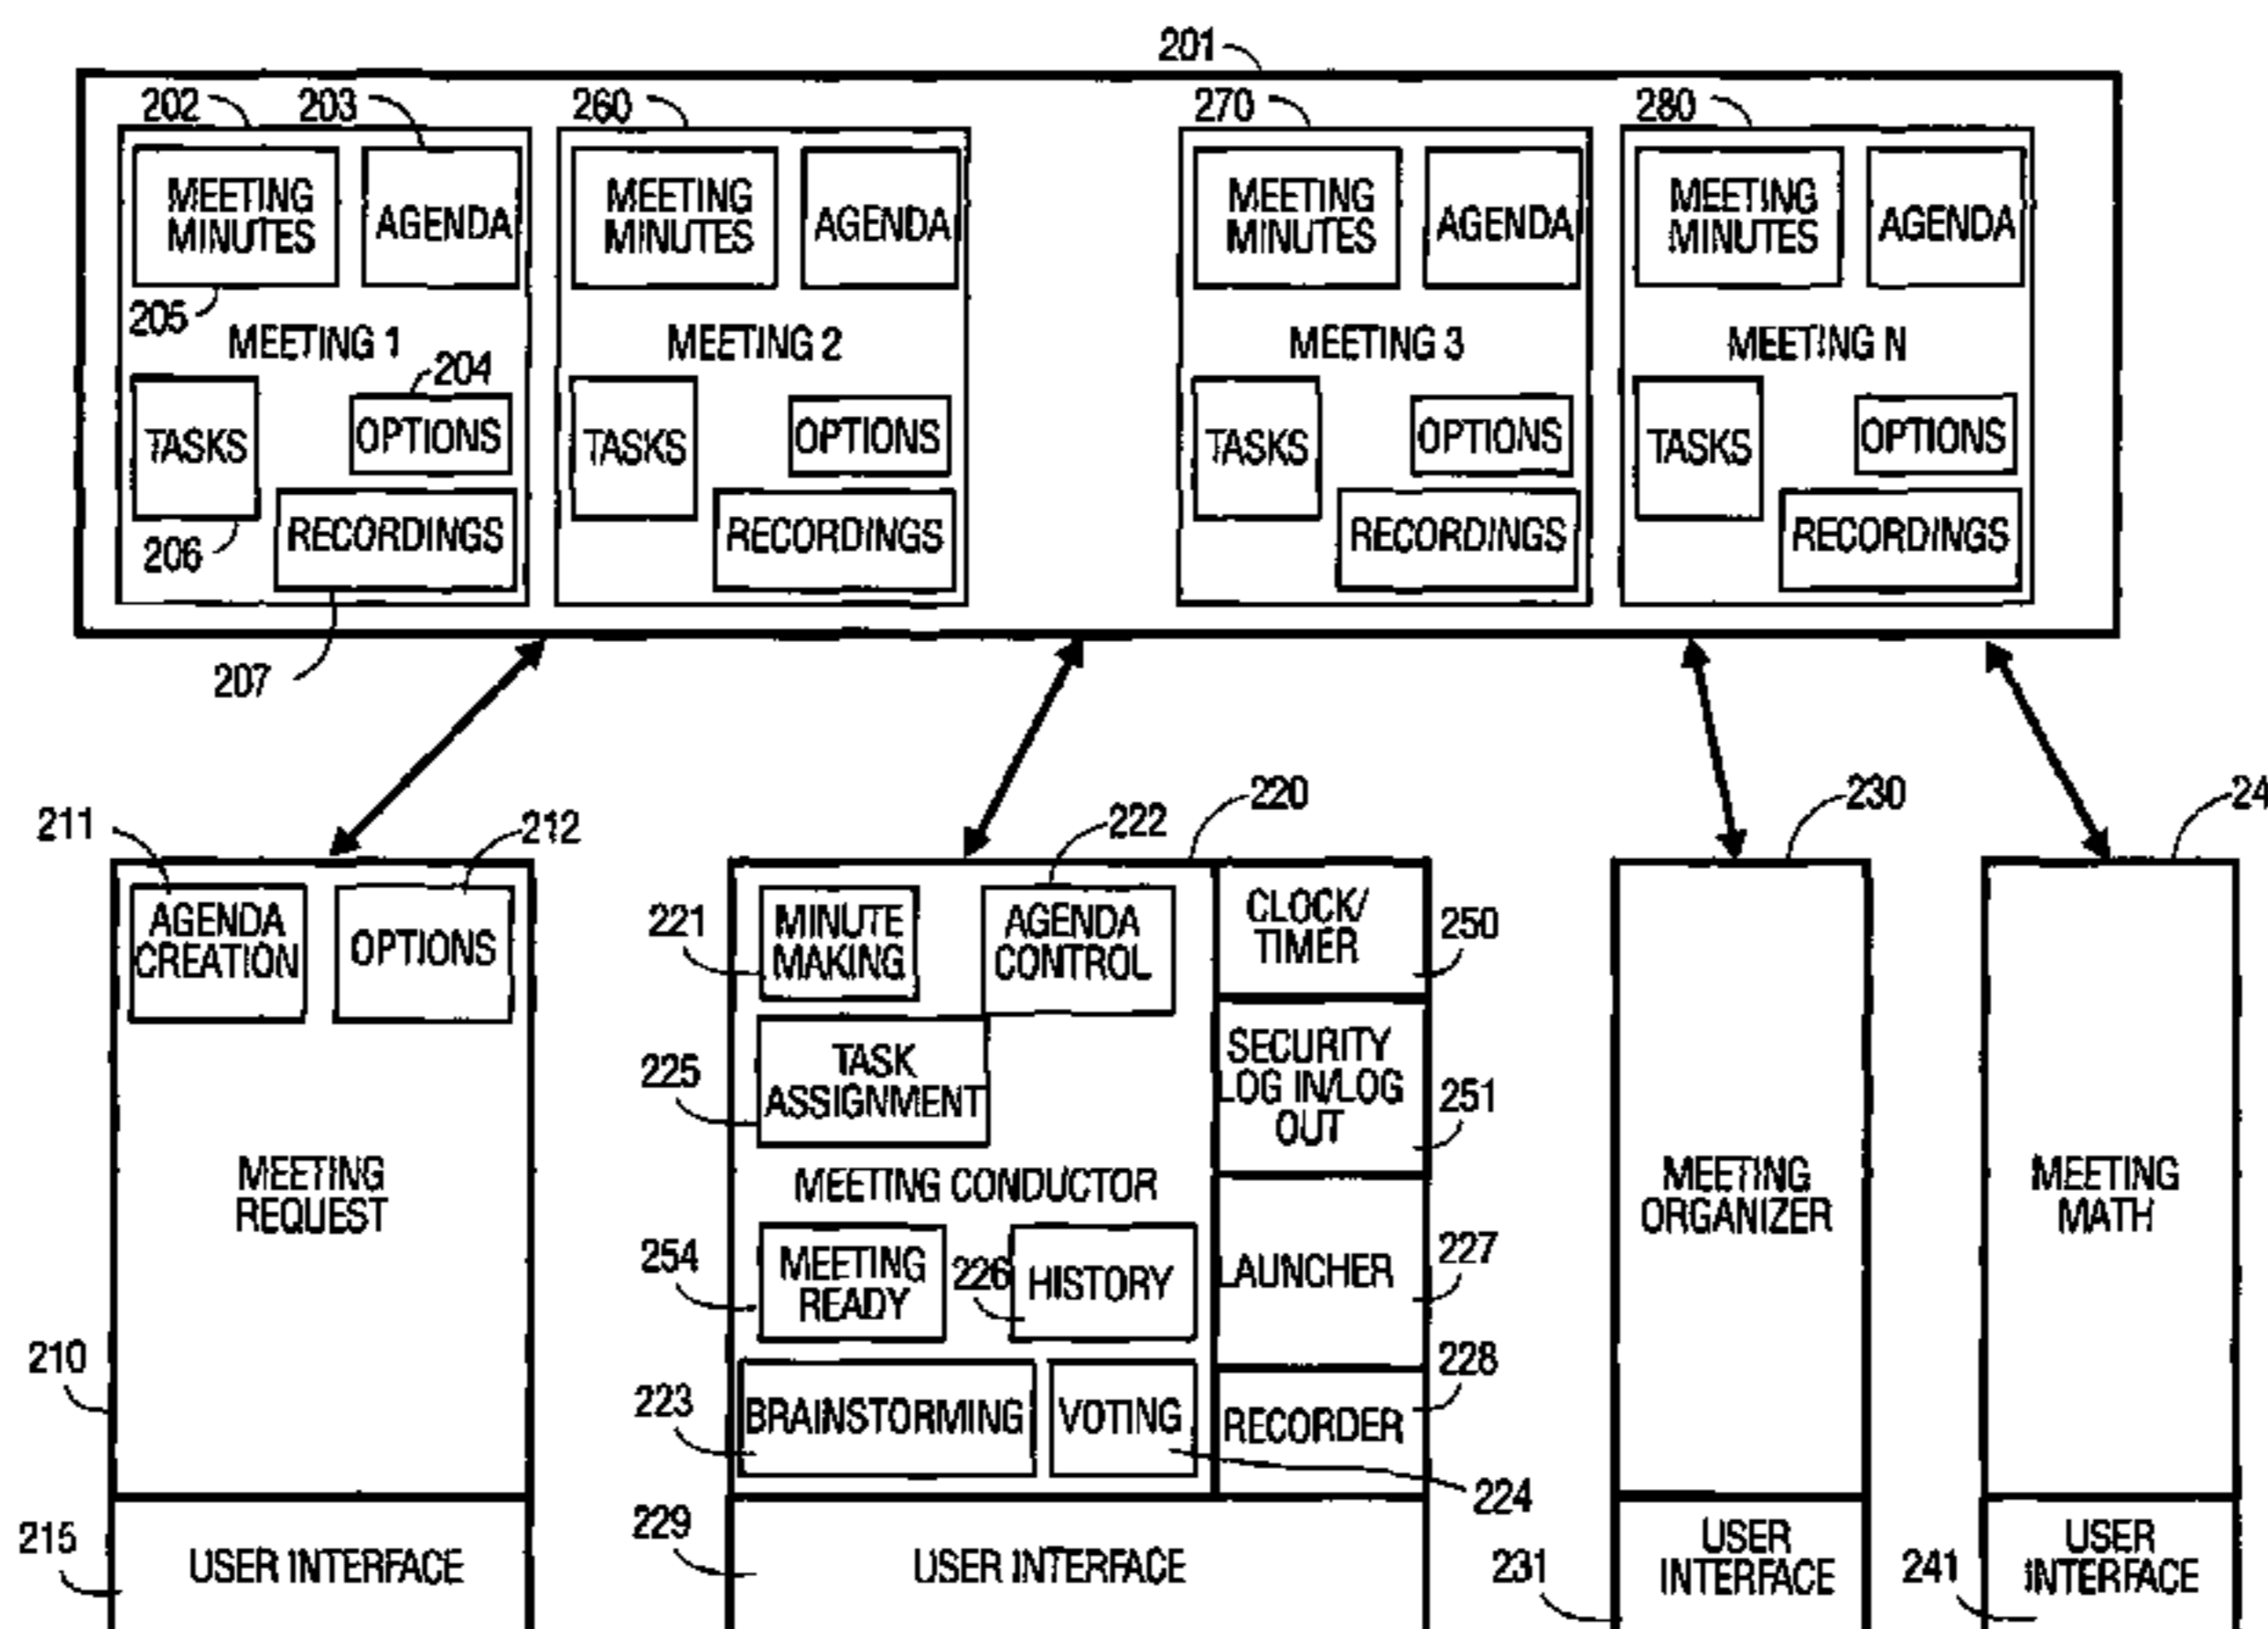 201
202
203
260
270
280
MEETING
MINUTES
AGENDA
MEETING
MINUTES
AGENDA
MEETING
MINUTES
AGENDA
MEETING
MINUTES
AGENDA
205
MEETING 1
MEETING 2
MEETING 3
MEETING N
204
TASKS
OPTIONS
TASKS
OPTIONS
TASKS
OPTIONS
TASKS
OPTIONS
206
RECORDINGS
RECORDINGS
RECORDINGS
RECORDINGS
207
211
212
AGENDA
CREATION
OPTIONS
MEETING
REQUEST
210
215
USER INTERFACE
220
222
221
MINUTE
MAKING
AGENDA
CONTROL
CLOCK/
TIMER
250
225
TASK
ASSIGNMENT
SECURITY
LOG IN/LOG
OUT
251
MEETING CONDUCTOR
254
MEETING
READY
226
HISTORY
LAUNCHER
227
223
BRAINSTORMING
VOTING
RECORDER
228
224
229
USER INTERFACE
230
MEETING
ORGANIZER
231
USER
INTERFACE
24
MEETING
MATH
241
USER
INTERFACE